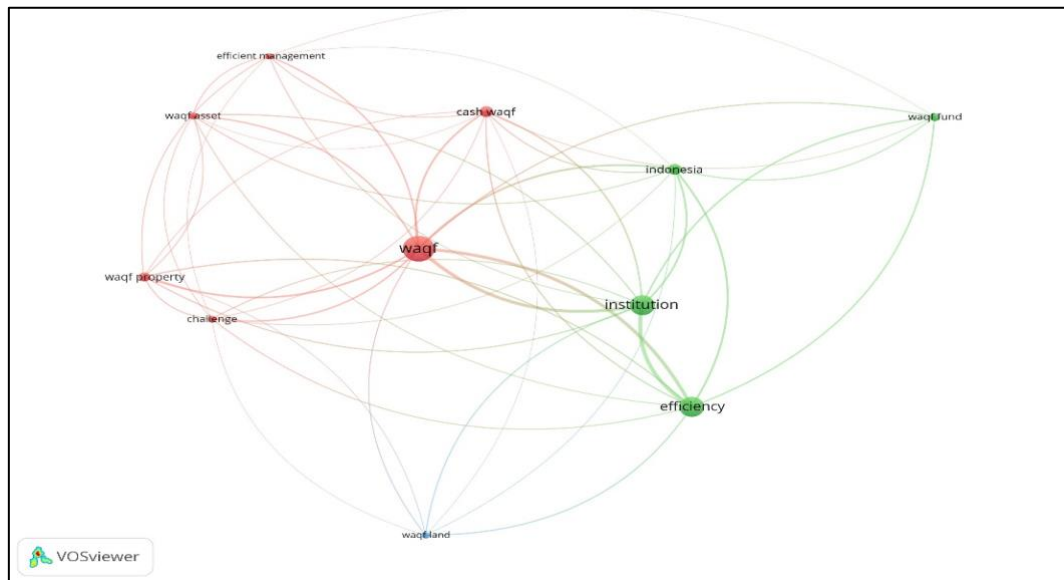 efficient management
waqf asset
cash waqf
waqf fund
indonesia
waqf
waqf property
institution
challenge
efficiency
waqf land
VOSviewer